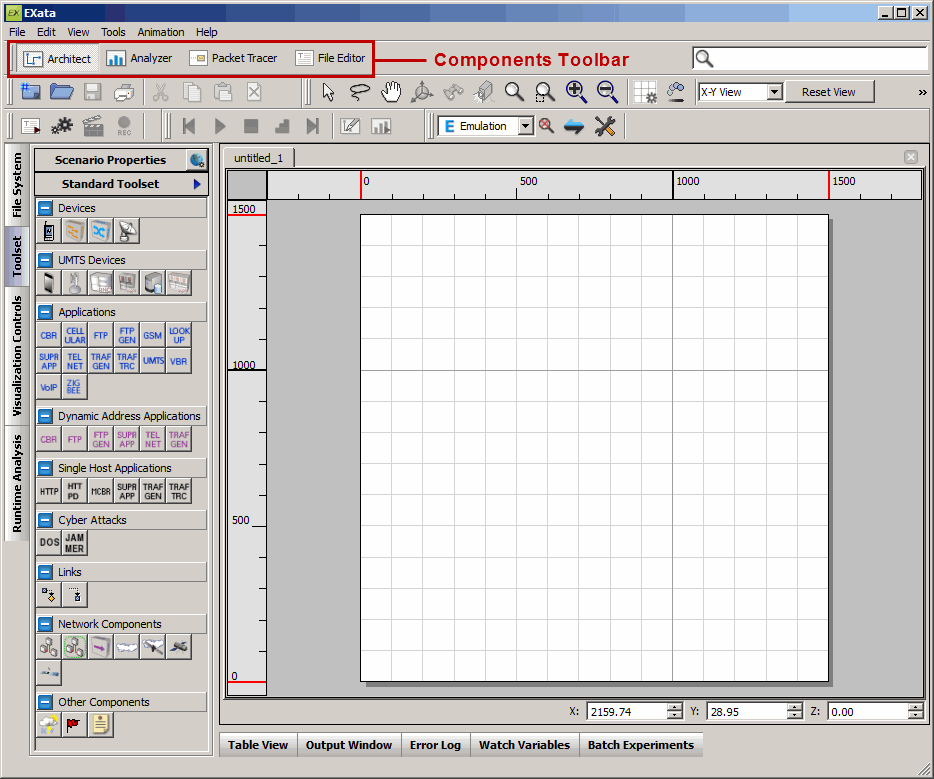 EXata
File Edit View Tools Animation Help
Architect Analyzer Packet Tracer File Editor
Components Toolbar
X-Y View Reset View
REC
Emulation
File System
Toolset
Visualization Controls
Runtime Analysis
Scenario Properties
Standard Toolset
Devices
UMTS Devices
Applications
CBR CELL ULAR FTP FTP GEN GSM LOOK UP
SUPR APP TEL NET TRAF GEN TRAF TRC UMTS VBR
VoIP ZIG BEE
Dynamic Address Applications
CBR FTP FTP GEN SUPR APP TEL NET TRAF GEN
Single Host Applications
HTTP HTT PD MCBR SUPR APP TRAF GEN TRAF TRC
Cyber Attacks
DOS JAM MER
Links
Network Components
Other Components
untitled_1
0 500 1000 1500
1500
1000
500
0
X: 2159.74 Y: 28.95 Z: 0.00
Table View Output Window Error Log Watch Variables Batch Experiments